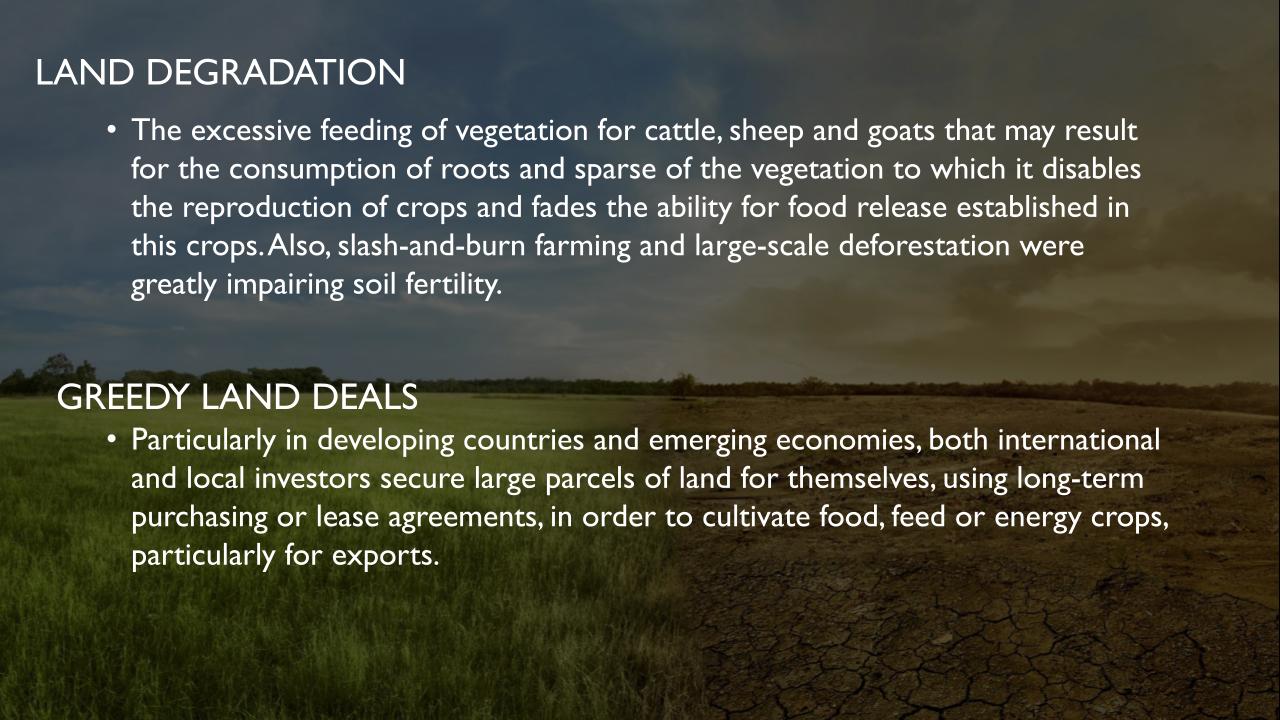 LAND DEGRADATION
• The excessive feeding of vegetation for cattle, sheep and goats that may result
for the consumption of roots and sparse of the vegetation to which it disables
the reproduction of crops and fades the ability for food release established in
this crops. Also, slash-and-burn farming and large-scale deforestation were
greatly impairing soil fertility.
GREEDY LAND DEALS
• Particularly in developing countries and emerging economies, both international
and local investors secure large parcels of land for themselves, using long-term
purchasing or lease agreements, in order to cultivate food, feed or energy crops,
particularly for exports.